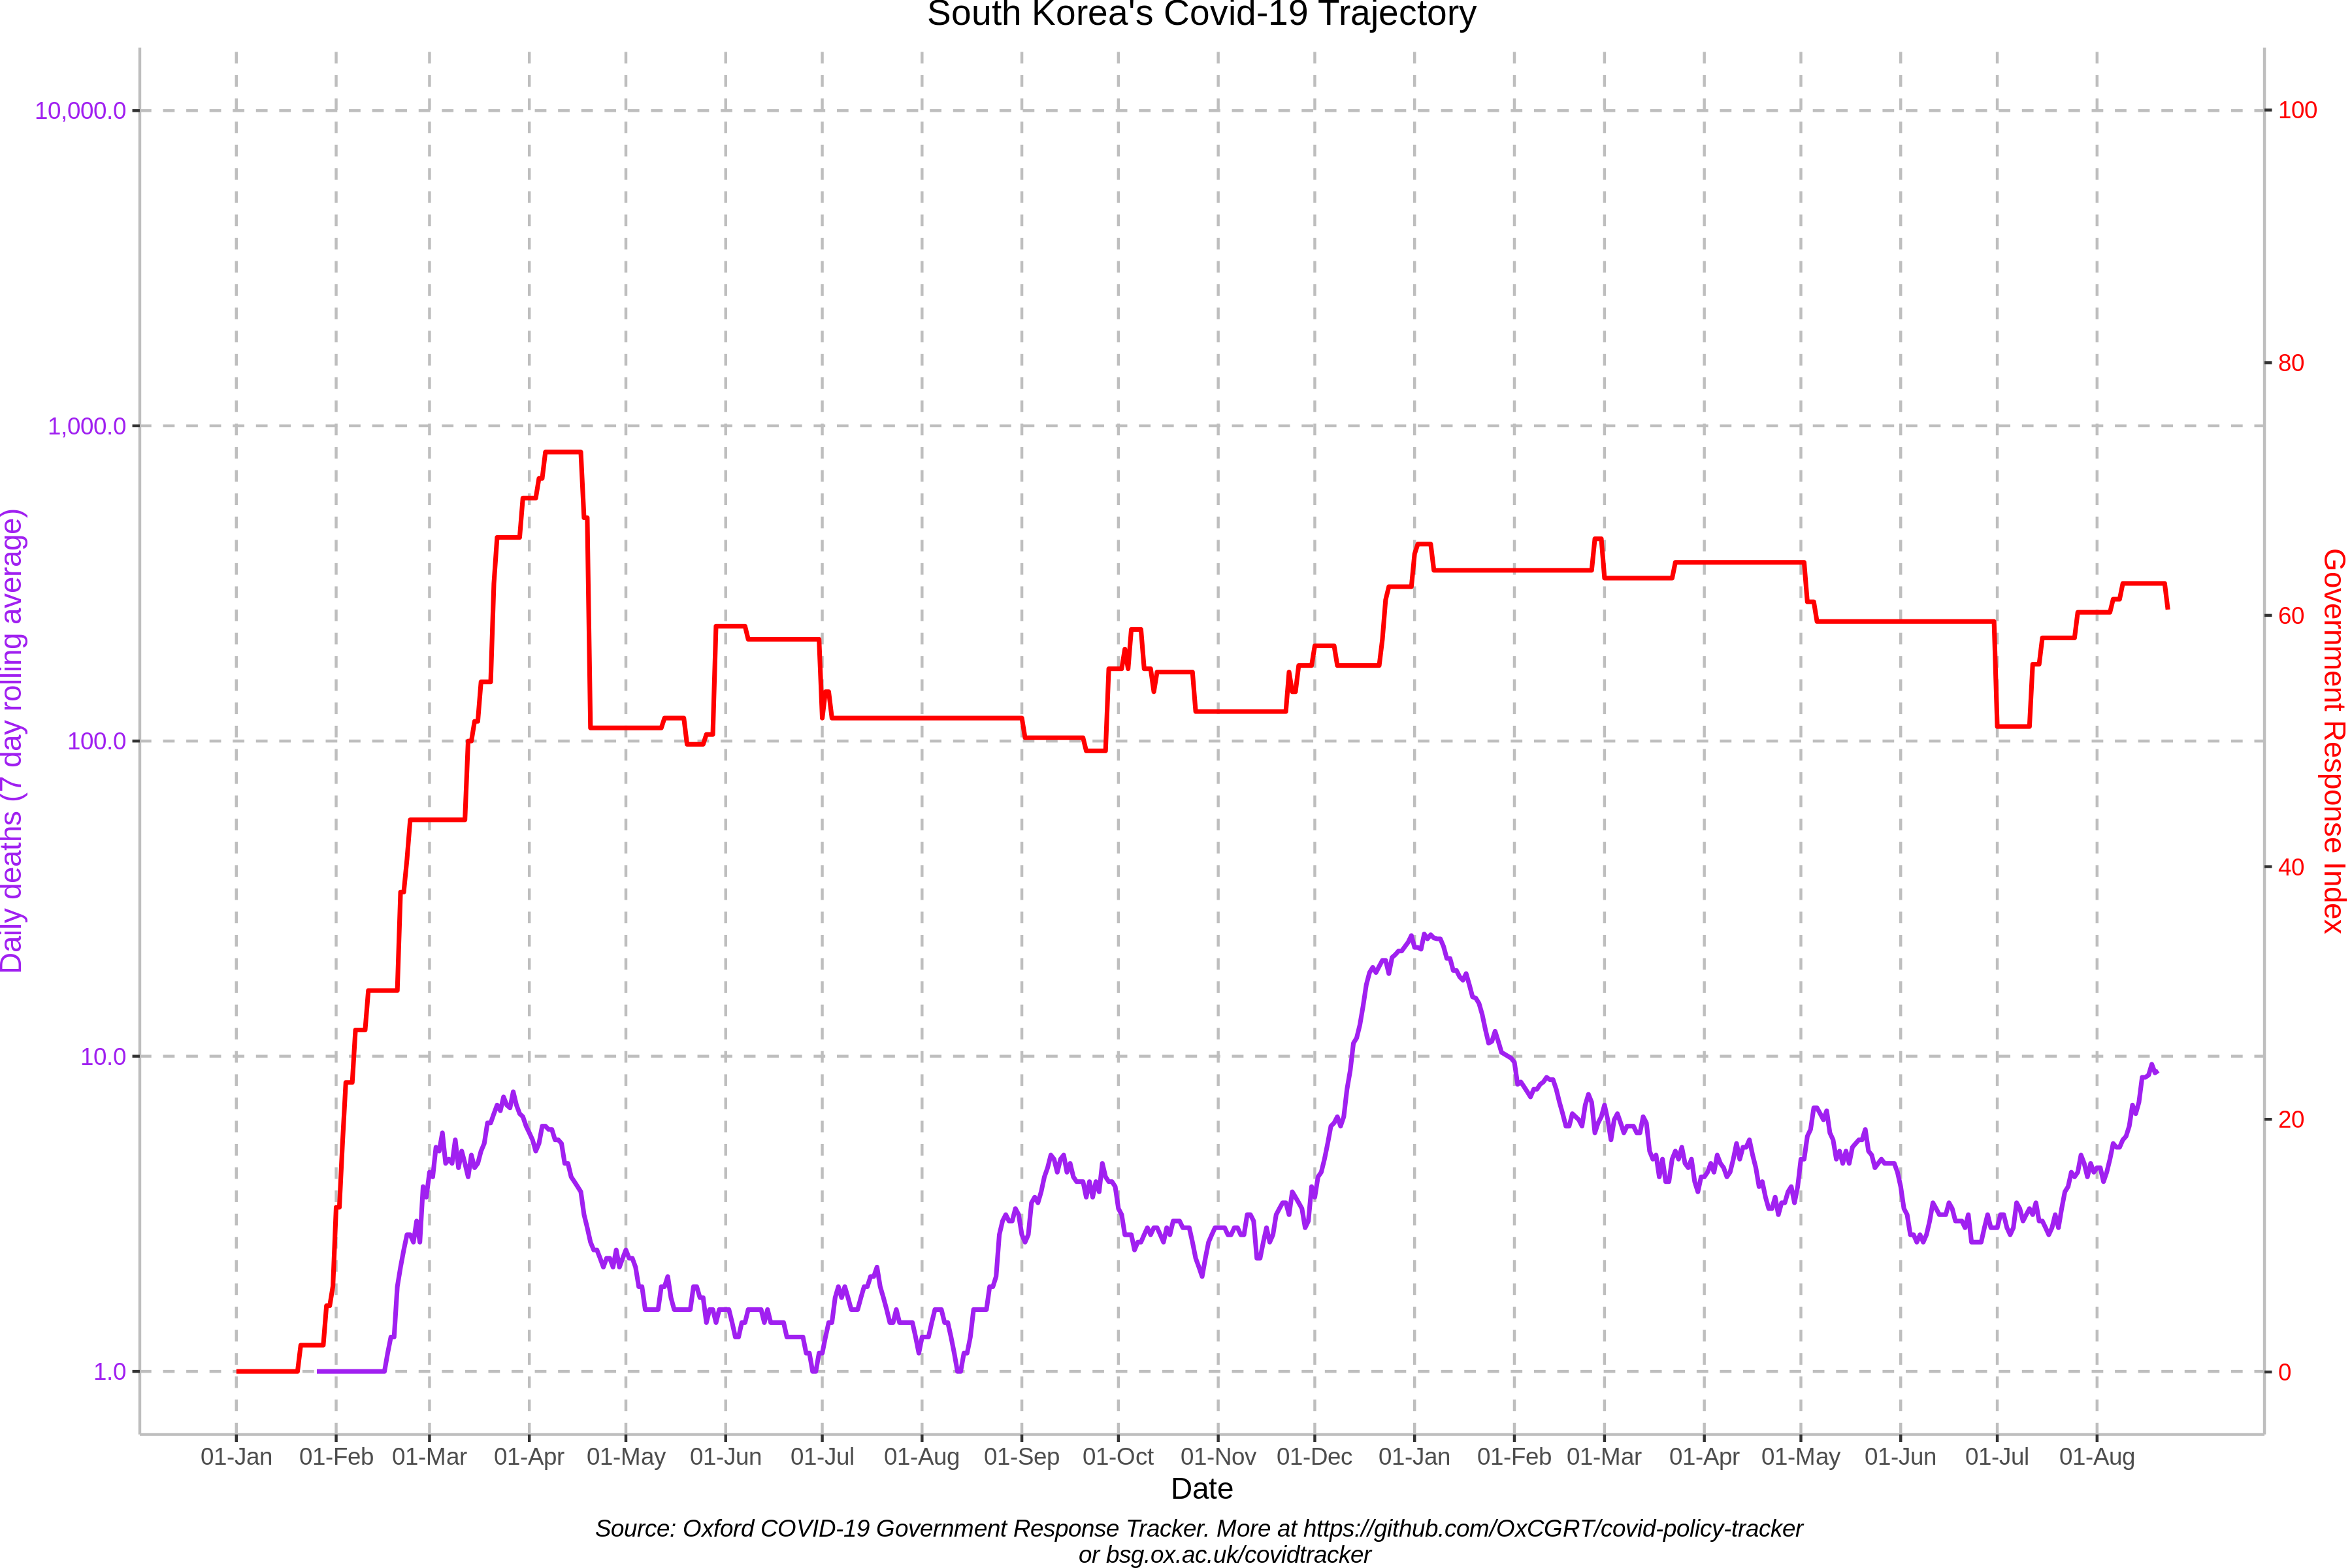 South Korea's Covid-19 Trajectory
10,000.0
1,000.0
100.0
10.0
1.0
Daily deaths (7 day rolling average)
100
80
60
40
20
0
Government Response Index
01-Jan 01-Feb 01-Mar 01-Apr 01-May 01-Jun 01-Jul 01-Aug 01-Sep 01-Oct 01-Nov 01-Dec 01-Jan 01-Feb 01-Mar 01-Apr 01-May 01-Jun 01-Jul 01-Aug
Date
Source: Oxford COVID-19 Government Response Tracker. More at https://github.com/OxCGRT/covid-policy-tracker
or bsg.ox.ac.uk/covidtracker